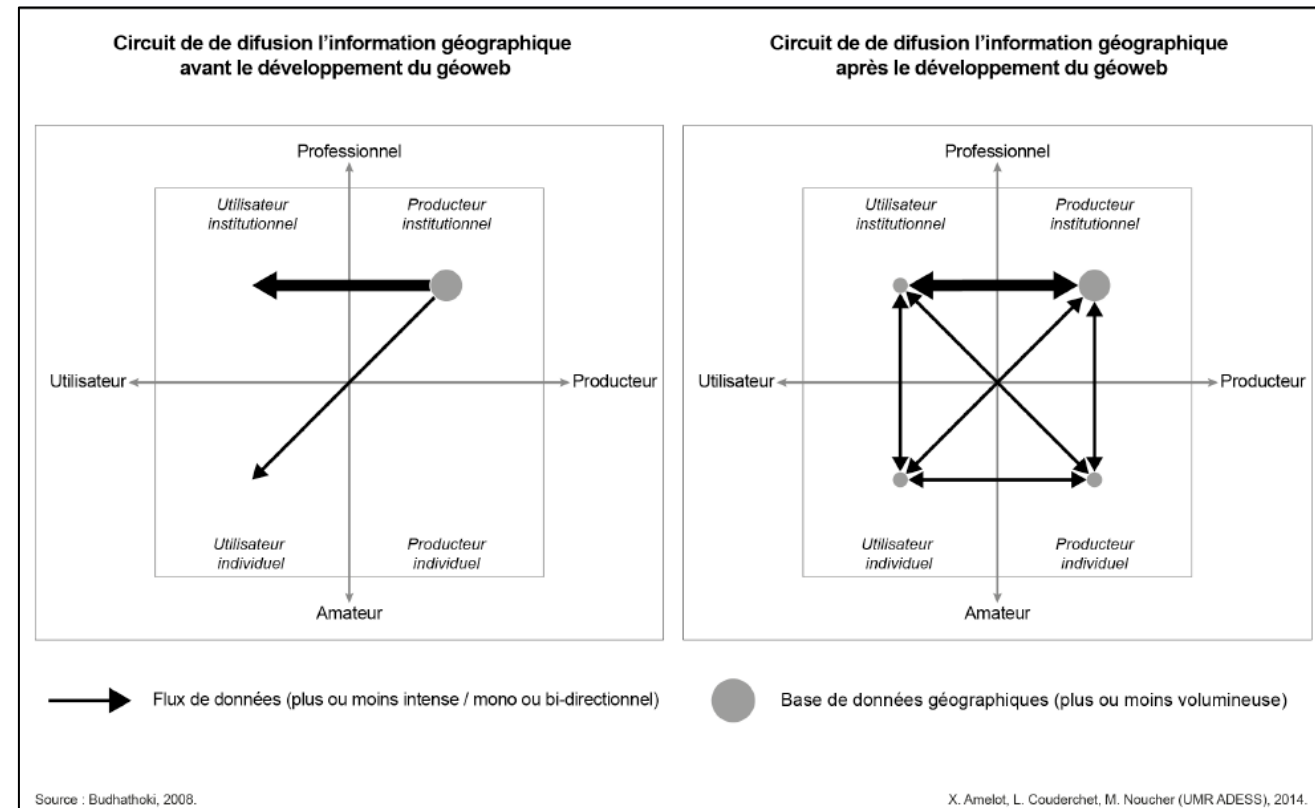 Circuit de de difusion l'information géographique
avant le développement du géoweb
Circuit de de difusion l'information géographique
après le développement du géoweb
Professionnel
Utilisateur
institutionnel
Producteur
institutionnel
Utilisateur
Producteur
Utilisateur
individuel
Producteur
individuel
Amateur
Professionnel
Utilisateur
institutionnel
Producteur
institutionnel
Utilisateur
Producteur
Utilisateur
individuel
Producteur
individuel
Amateur
Flux de données (plus ou moins intense / mono ou bi-directionnel)
Base de données géographiques (plus ou moins volumineuse)
Source : Budhathoki, 2008.
X. Amelot, L. Couderchet, M. Noucher (UMR ADESS), 2014.